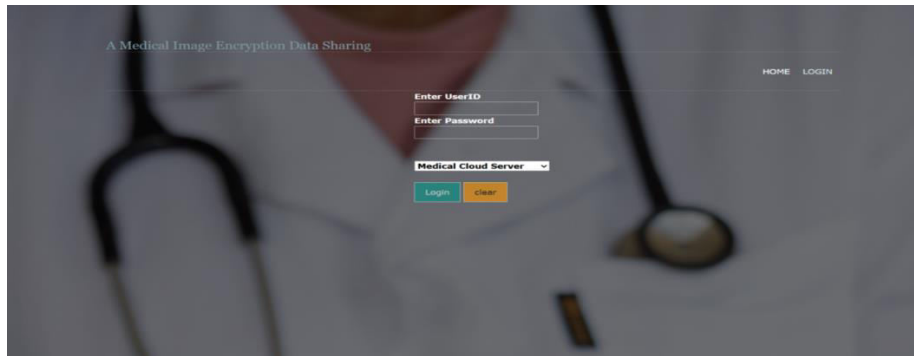 A Medical Image Encryption Data Sharing
HOME LOGIN
Enter UserID
Enter Password
Medical Cloud Server
Login clear